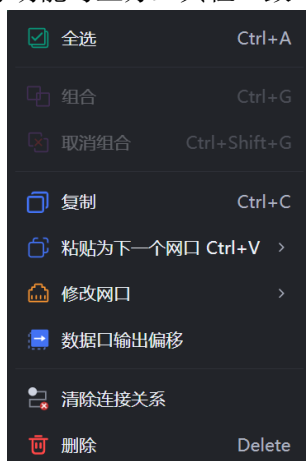 全选 Ctrl+A
组合 Ctrl+G
取消组合 Ctrl+Shift+G
复制 Ctrl+C
粘贴为下一个网口 Ctrl+V
修改网口
数据口输出偏移
清除连接关系
删除 Delete